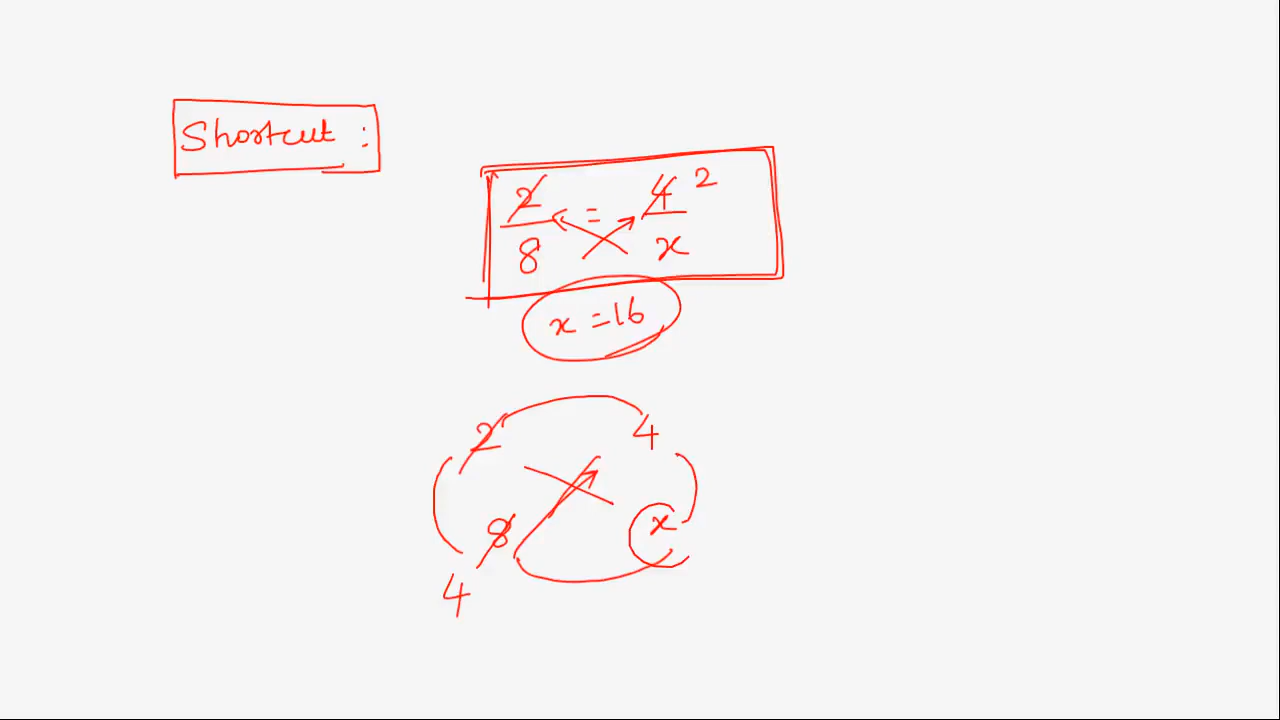 Shortcut :
2 = 4 2
8 x
x = 16
2 4
8 x
4